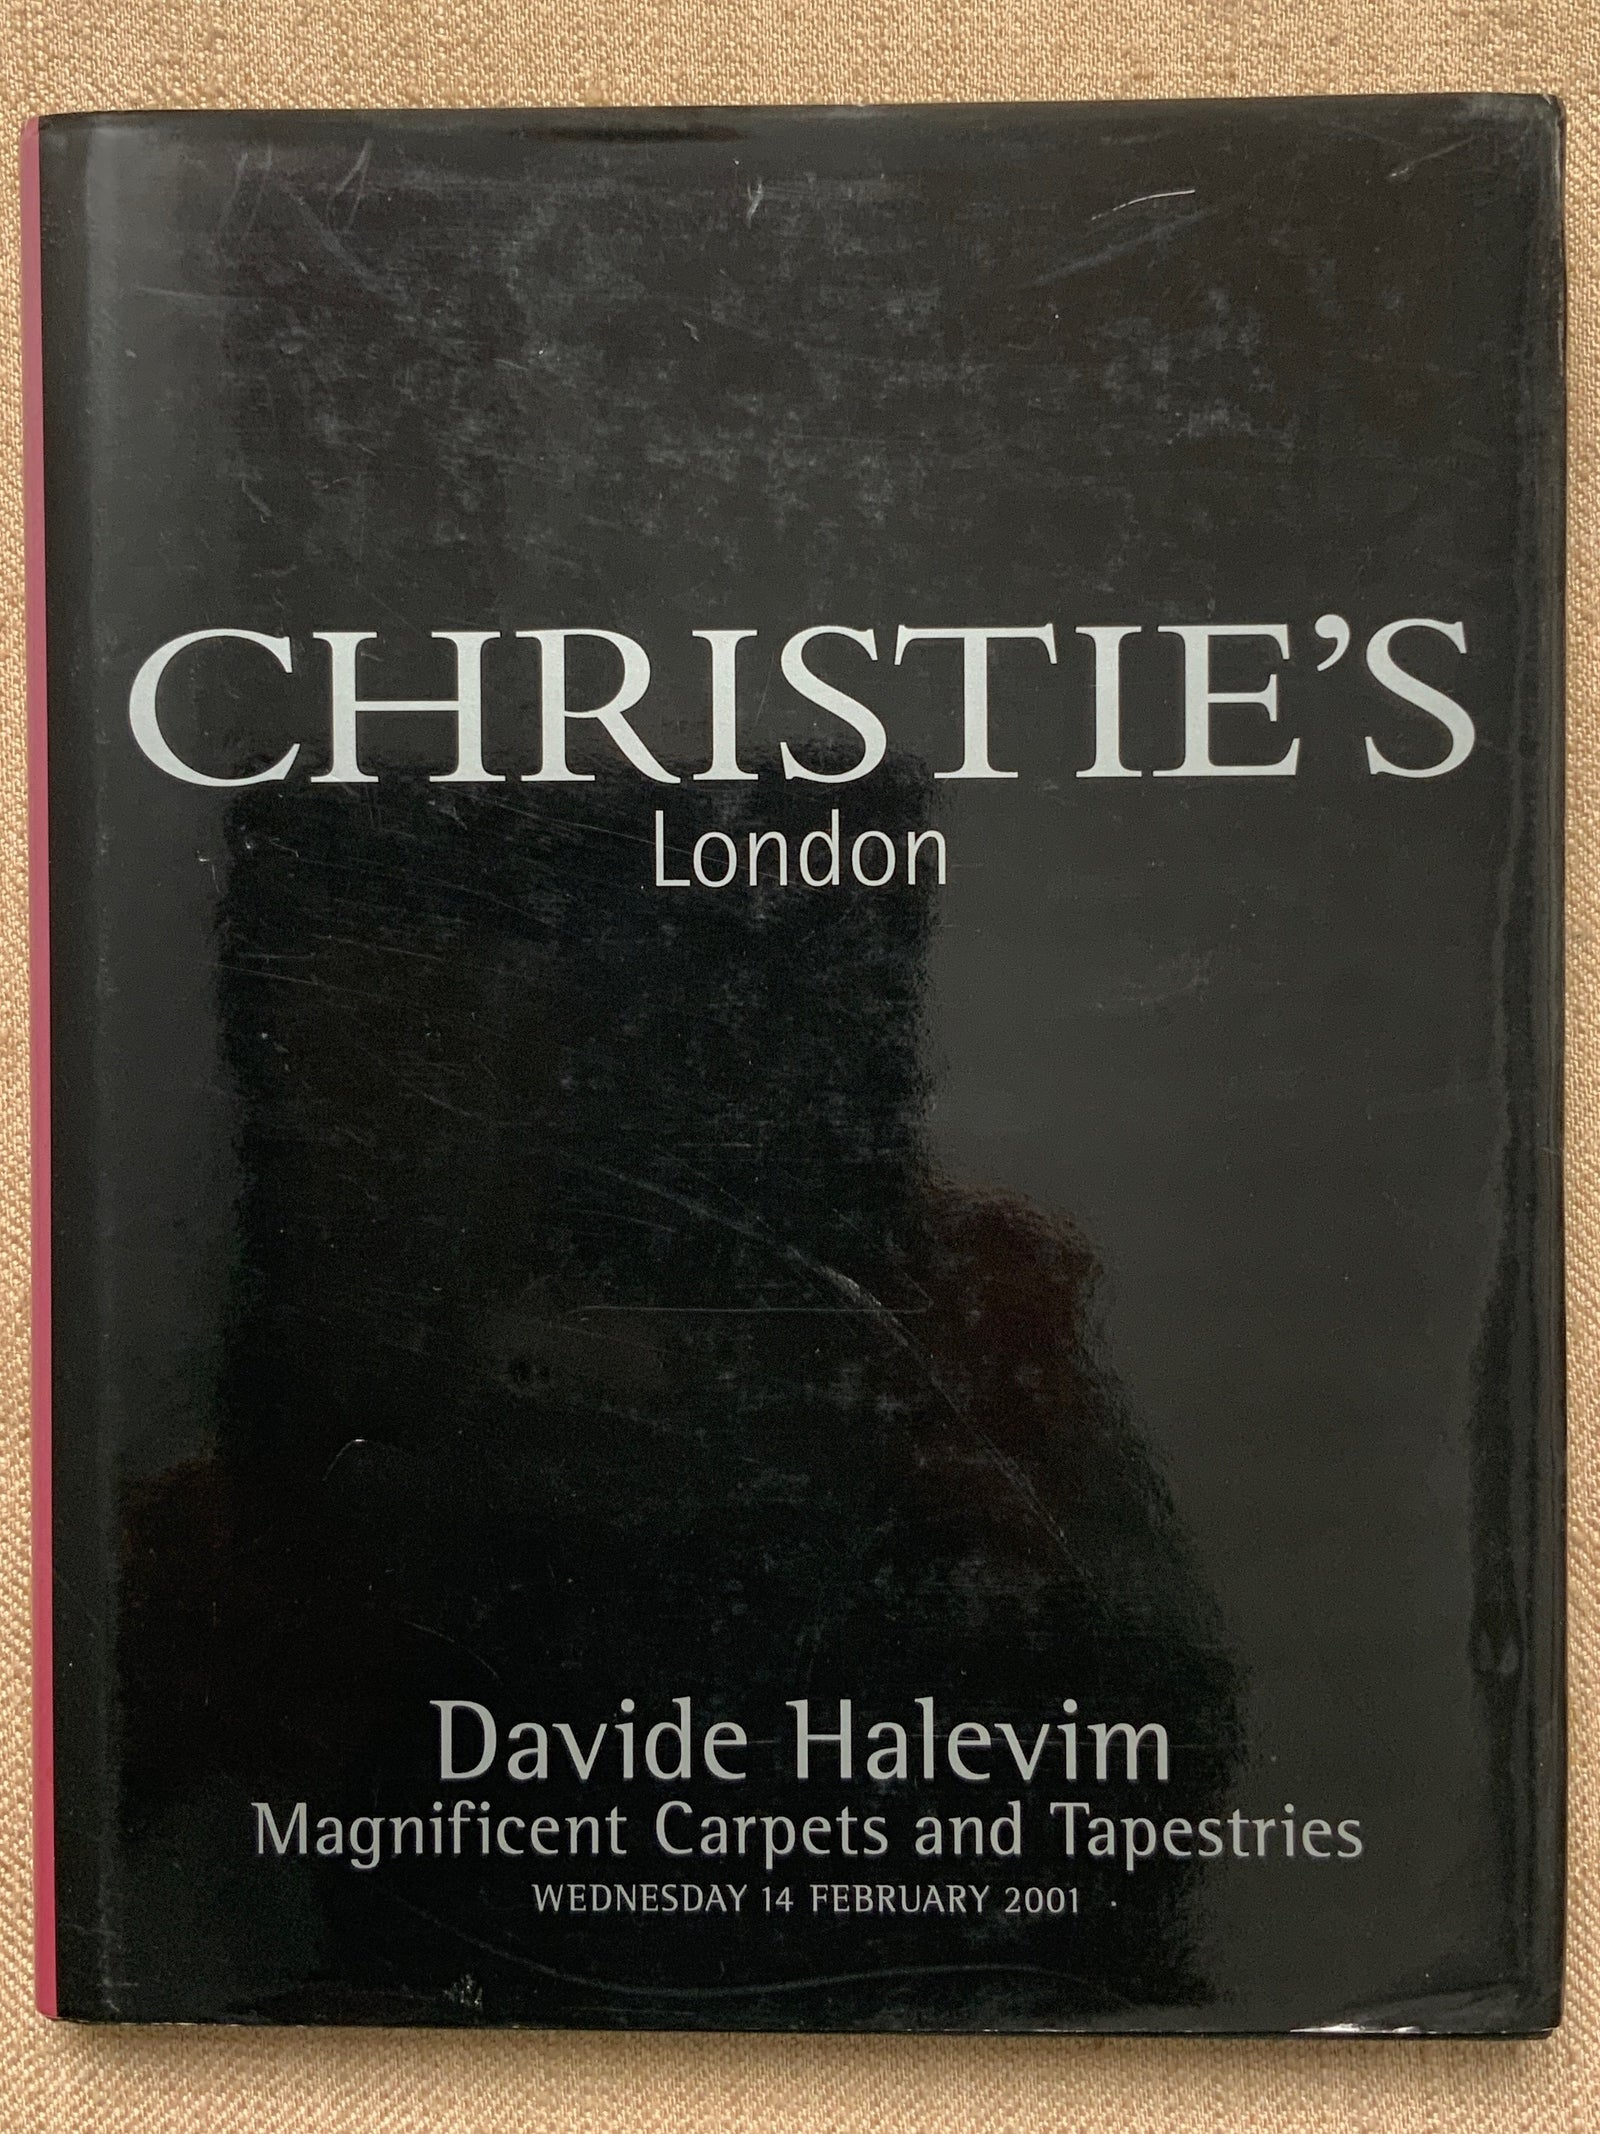 CHRISTIE'S
London
Davide Halevim
Magnificent Carpets and Tapestries
WEDNESDAY 14 FEBRUARY 2001